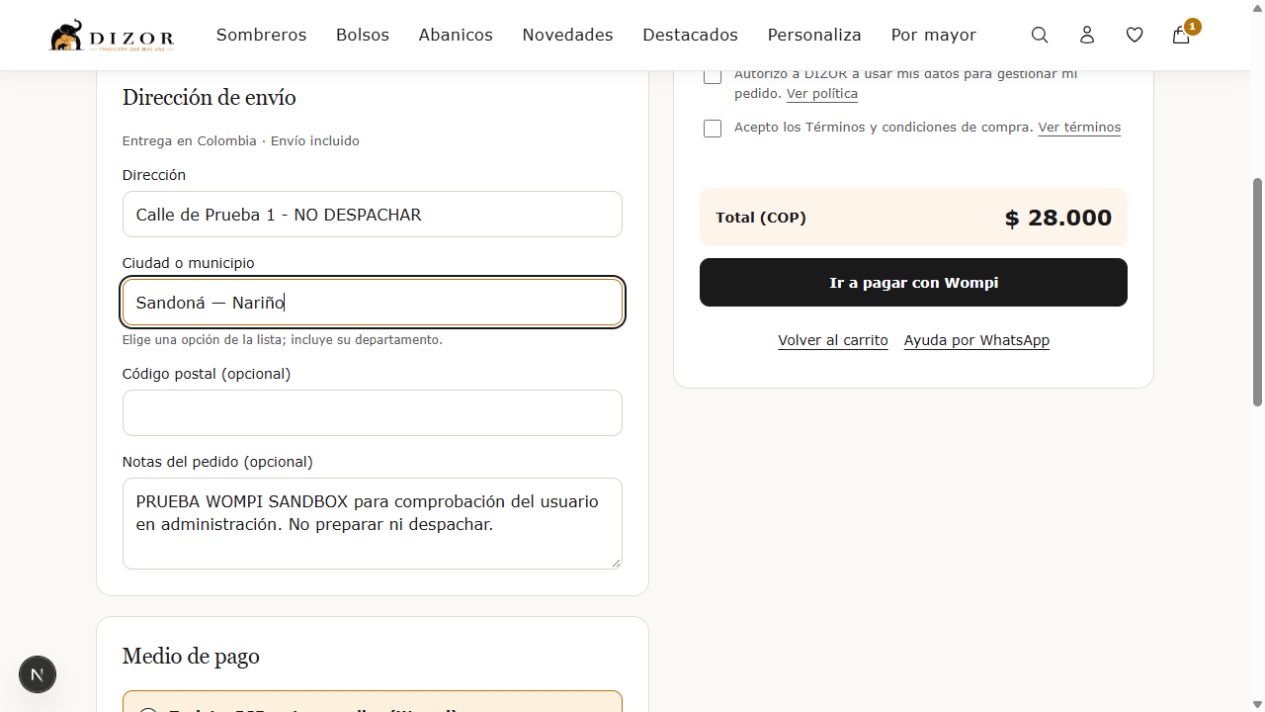 DIZOR
TRADICIÓN QUE NOS UNE
Sombreros
Bolsos
Abanicos
Novedades
Destacados
Personaliza
Por mayor
1
Dirección de envío
Entrega en Colombia · Envío incluido
Dirección
Calle de Prueba 1 - NO DESPACHAR
Ciudad o municipio
Sandoná — Nariño
Elige una opción de la lista; incluye su departamento.
Código postal (opcional)
Notas del pedido (opcional)
PRUEBA WOMPI SANDBOX para comprobación del usuario
en administración. No preparar ni despachar.
Medio de pago
Autorizo a DIZOR a usar mis datos para gestionar mi
pedido. Ver política
Acepto los Términos y condiciones de compra. Ver términos
Total (COP)
$ 28.000
Ir a pagar con Wompi
Volver al carrito
Ayuda por WhatsApp
N